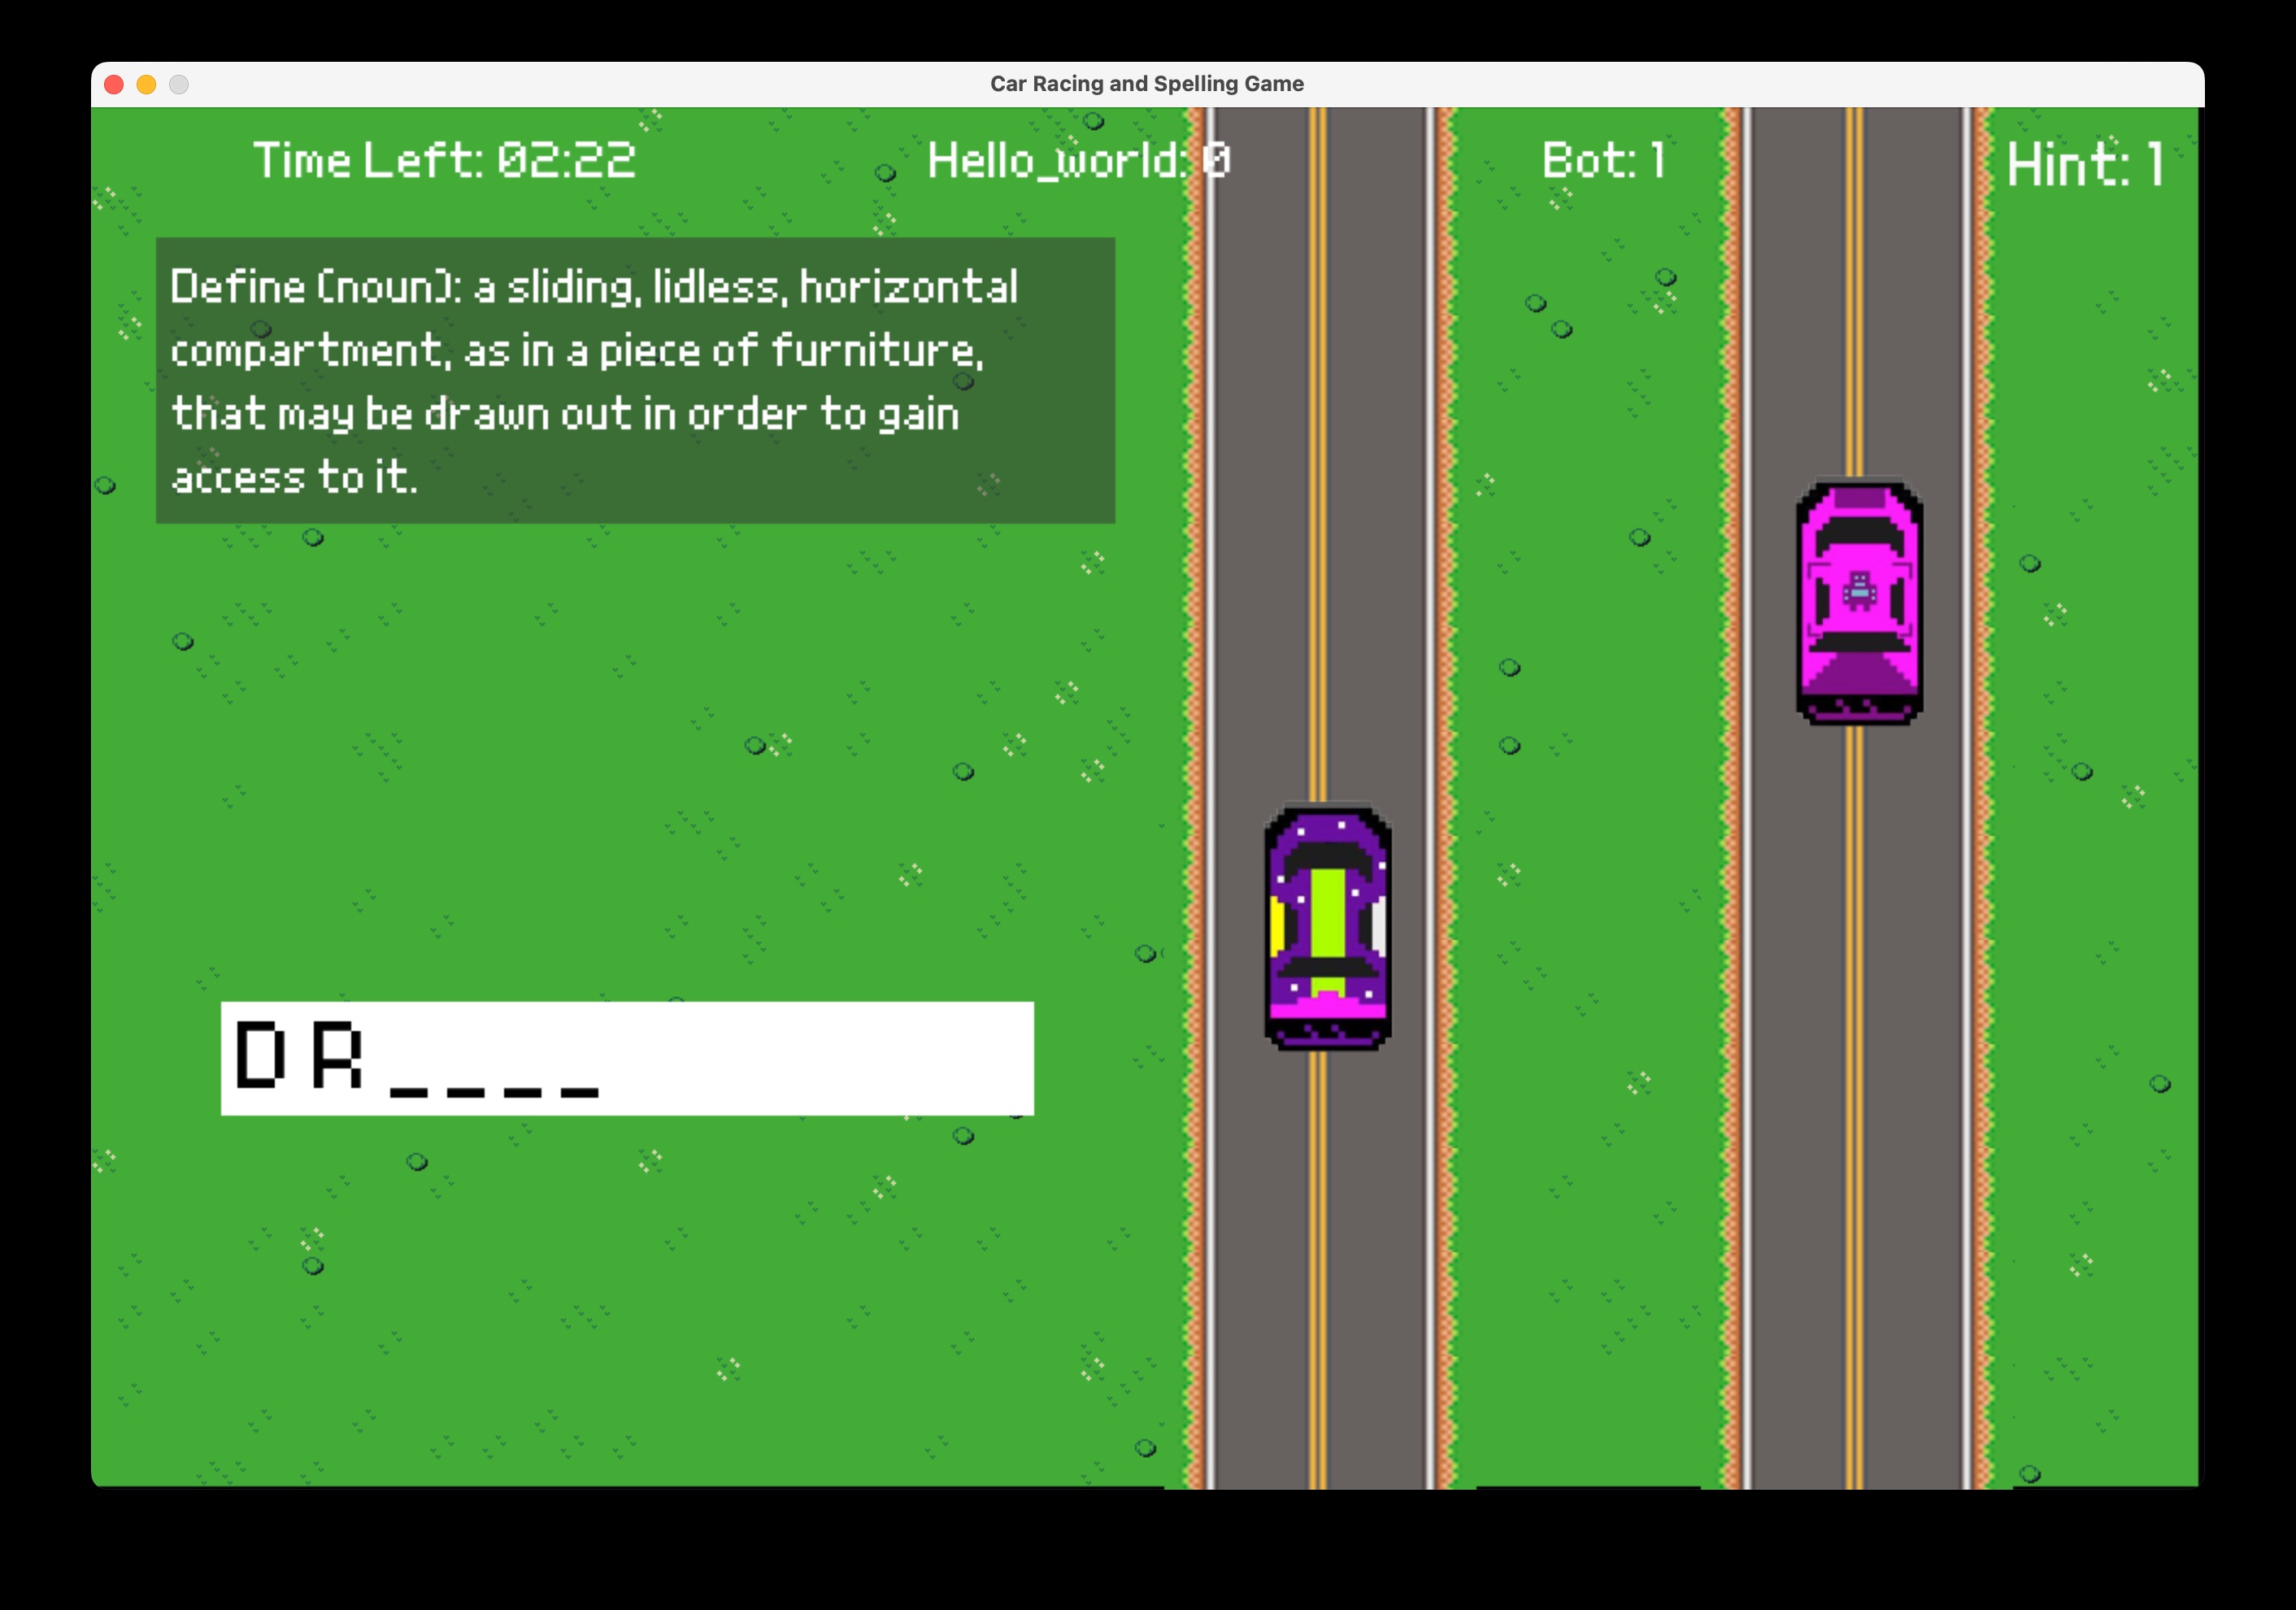 Car Racing and Spelling Game
Time Left: 02:22 Hello_world: 0 Bot: 1 Hint: 1
Define (noun): a sliding, lidless, horizontal
compartment, as in a piece of furniture,
that may be drawn out in order to gain
access to it.
D R _ _ _ _